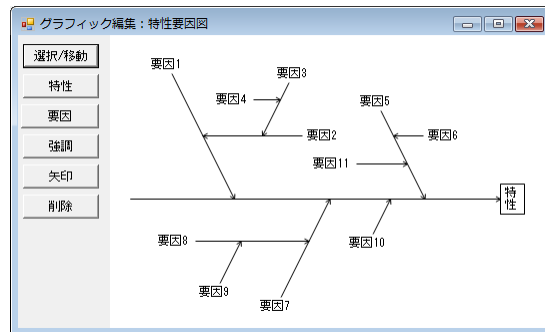 グラフィック編集：特性要因図
選択/移動
特性
要因
強調
矢印
削除
要因1
要因3
要因4
要因5
要因2
要因6
要因11
特性
要因8
要因10
要因9
要因7